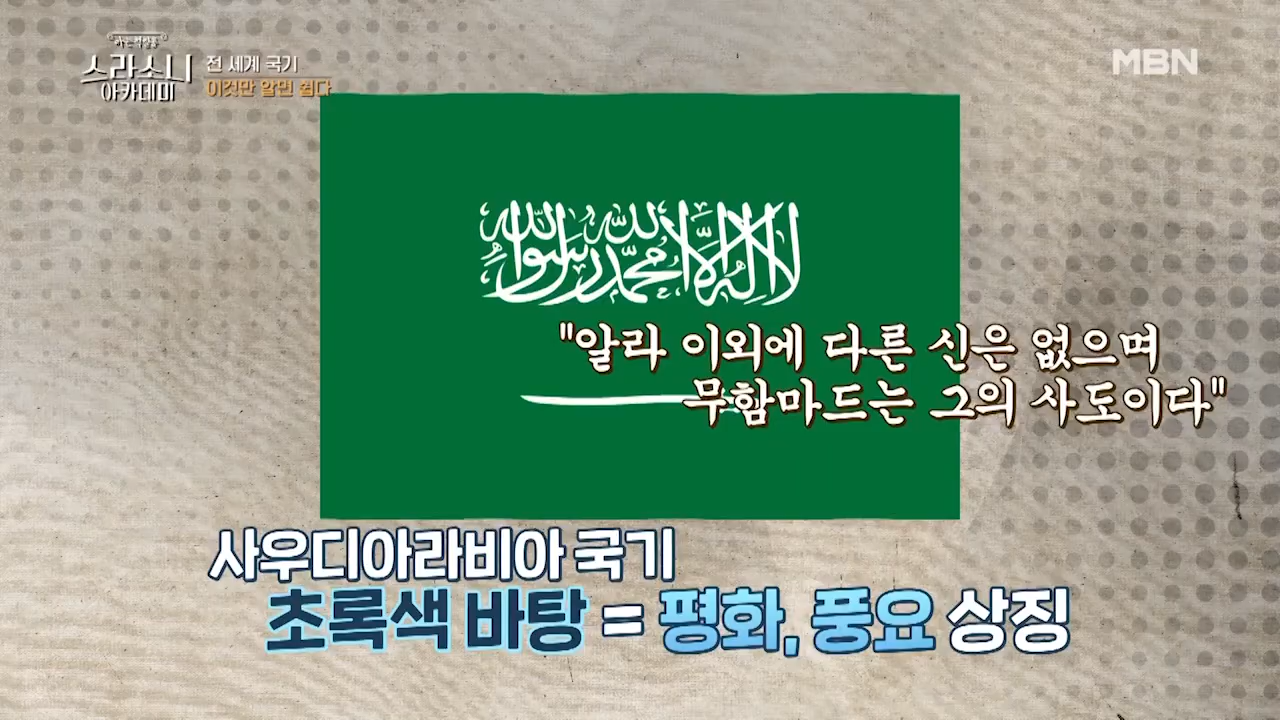 스라소니
아카데미
전 세계 국기
이것만 알면 쉽다
MBN
لا إله إلا الله محمد رسول الله
"알라 이외에 다른 신은 없으며
무함마드는 그의 사도이다"
사우디아라비아 국기
초록색 바탕 = 평화, 풍요 상징